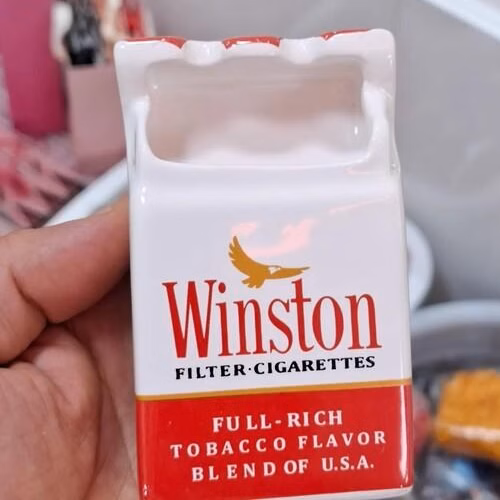 Winston
FILTER·CIGARETTES
FULL-RICH
TOBACCO FLAVOR
BLEND OF U.S.A.